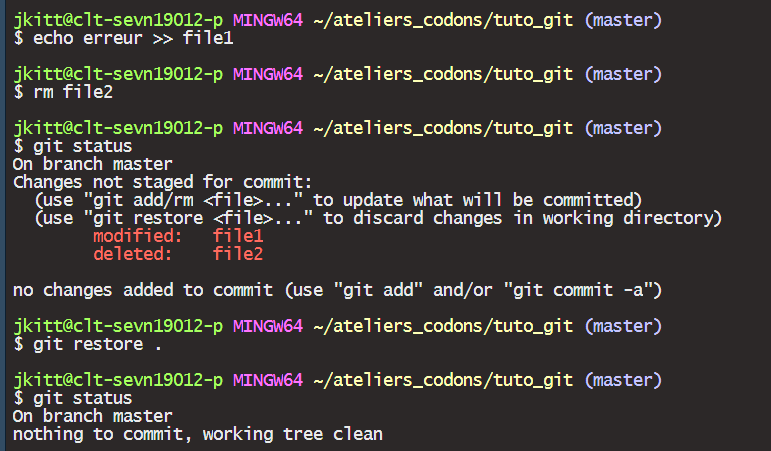 jkitt@clt-sevn19012-p MINGW64 ~/ateliers_codons/tuto_git (master)
$ echo erreur >> file1
jkitt@clt-sevn19012-p MINGW64 ~/ateliers_codons/tuto_git (master)
$ rm file2
jkitt@clt-sevn19012-p MINGW64 ~/ateliers_codons/tuto_git (master)
$ git status
On branch master
Changes not staged for commit:
  (use "git add/rm <file>..." to update what will be committed)
  (use "git restore <file>..." to discard changes in working directory)
        modified:   file1
        deleted:    file2
no changes added to commit (use "git add" and/or "git commit -a")
jkitt@clt-sevn19012-p MINGW64 ~/ateliers_codons/tuto_git (master)
$ git restore .
jkitt@clt-sevn19012-p MINGW64 ~/ateliers_codons/tuto_git (master)
$ git status
On branch master
nothing to commit, working tree clean